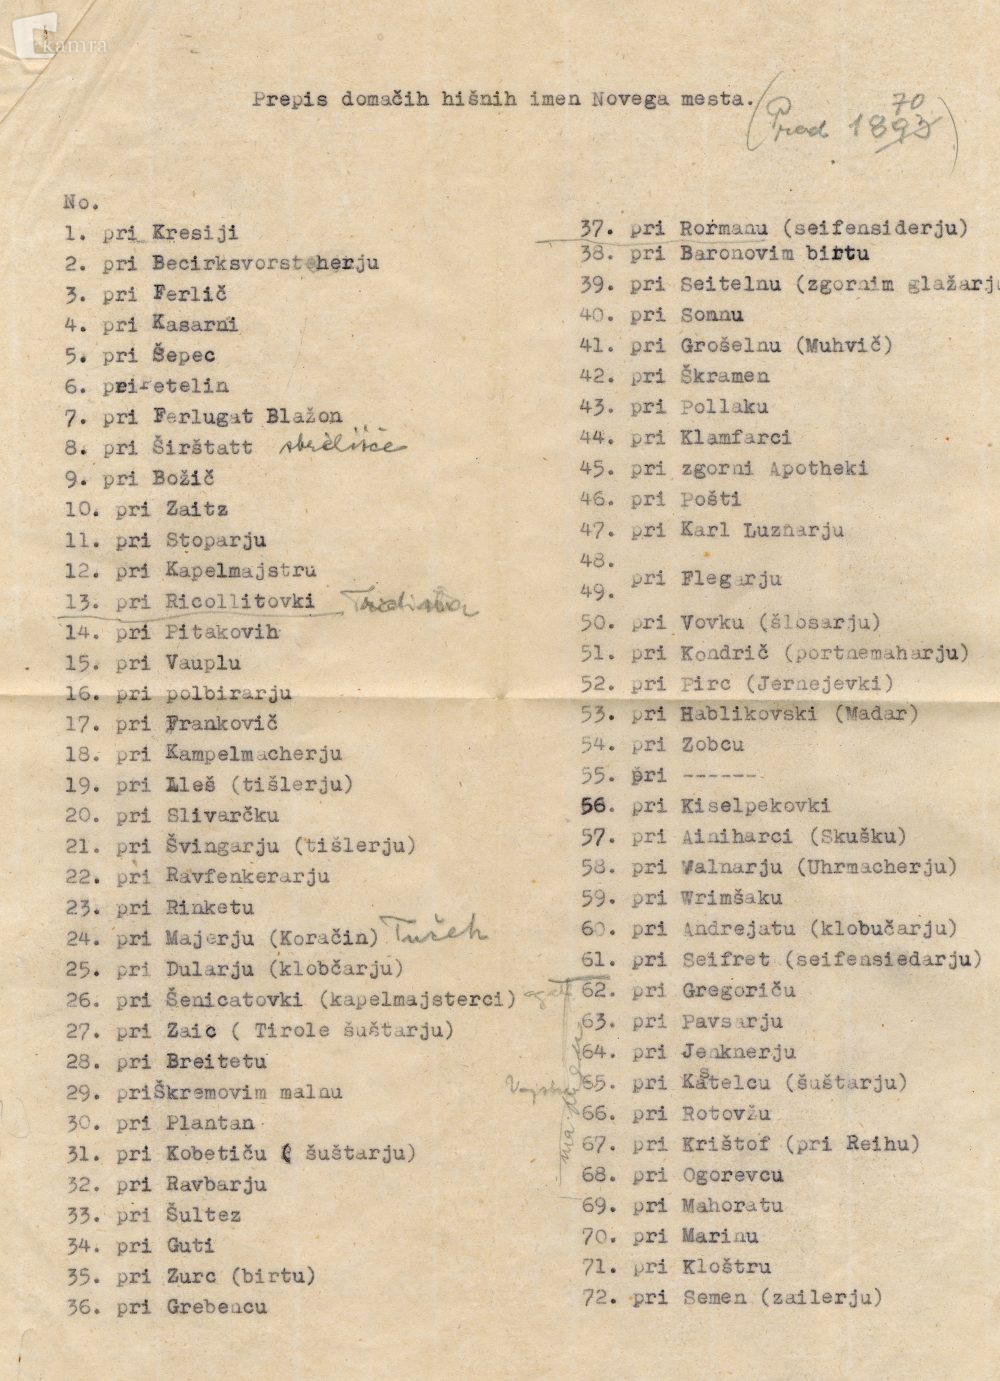 kamra
Prepis domačih hišnih imen Novega mesta. (Pred 1893)
70
No.
1. pri Kresiji
2. pri Becirksvorsteherju
3. pri Ferlič
4. pri Kasarni
5. pri Šepec
6. pri Petelin
7. pri Ferlugat Blažon
8. pri Širštatt strelišče
9. pri Božič
10. pri Zaitz
11. pri Stoparju
12. pri Kapelmajstru
13. pri Ricollitovki
14. pri Pitakovih
15. pri Vauplu
16. pri polbirarju
17. pri Frankovič
18. pri Kampelmacherju
19. pri Aleš (tišlerju)
20. pri Slivarčku
21. pri Švingarju (tišlerju)
22. pri Ravfenkerarju
23. pri Rinketu
24. pri Majerju (Koračin) Tušek
25. pri Dularju (klobčarju)
26. pri Šenicatovki (kapelmajsterci)
27. pri Zaic ( Tirole šuštarju)
28. pri Breitetu
29. priŠkremovim malnu
30. pri Plantan
31. pri Kobetiču ( šuštarju)
32. pri Ravbarju
33. pri Šultez
34. pri Guti
35. pri Zurc (birtu)
36. pri Grebencu
37. pri Rormanu (seifensiderju)
38. pri Baronovim birtu
39. pri Seitelnu (zgornim glažarju
40. pri Sonnu
41. pri Grošelnu (Muhvič)
42. pri Škramen
43. pri Pollaku
44. pri Klamfarci
45. pri zgorni Apotheki
46. pri Pošti
47. pri Karl Luznarju
48.
pri Flegarju
49.
50. pri Vovku (šlosarju)
51. pri Kondrič (portnemaharju)
52. pri Pirc (Jernejevki)
53. pri Hablikovski (Madar)
54. pri Zobcu
55. pri ------
56. pri Kiselpekovki
57. pri Ainiharci (Skušku)
58. pri Walnarju (Uhrmacherju)
59. pri Wrimšaku
60. pri Andrejatu (klobučarju)
61. pri Seifret (seifensiedarju)
62. pri Gregoriču
63. pri Pavsarju
64. pri Jenknerju
65. pri Kastelcu (šuštarju)
66. pri Rotovžu
67. pri Krištof (pri Reihu)
68. pri Ogorevcu
69. pri Mahoratu
70. pri Marinu
71. pri Kloštru
72. pri Semen (zailerju)